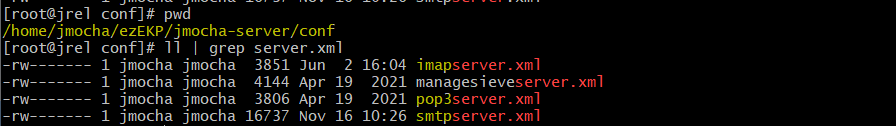 [root@jrel conf]# pwd
/home/jmocha/ezEKP/jmocha-server/conf
[root@jrel conf]# ll | grep server.xml
-rw------- 1 jmocha jmocha  3851 Jun  2 16:04 imapserver.xml
-rw------- 1 jmocha jmocha  4144 Apr 19  2021 managesieveserver.xml
-rw------- 1 jmocha jmocha  3806 Apr 19  2021 pop3server.xml
-rw------- 1 jmocha jmocha 16737 Nov 16 10:26 smtpserver.xml